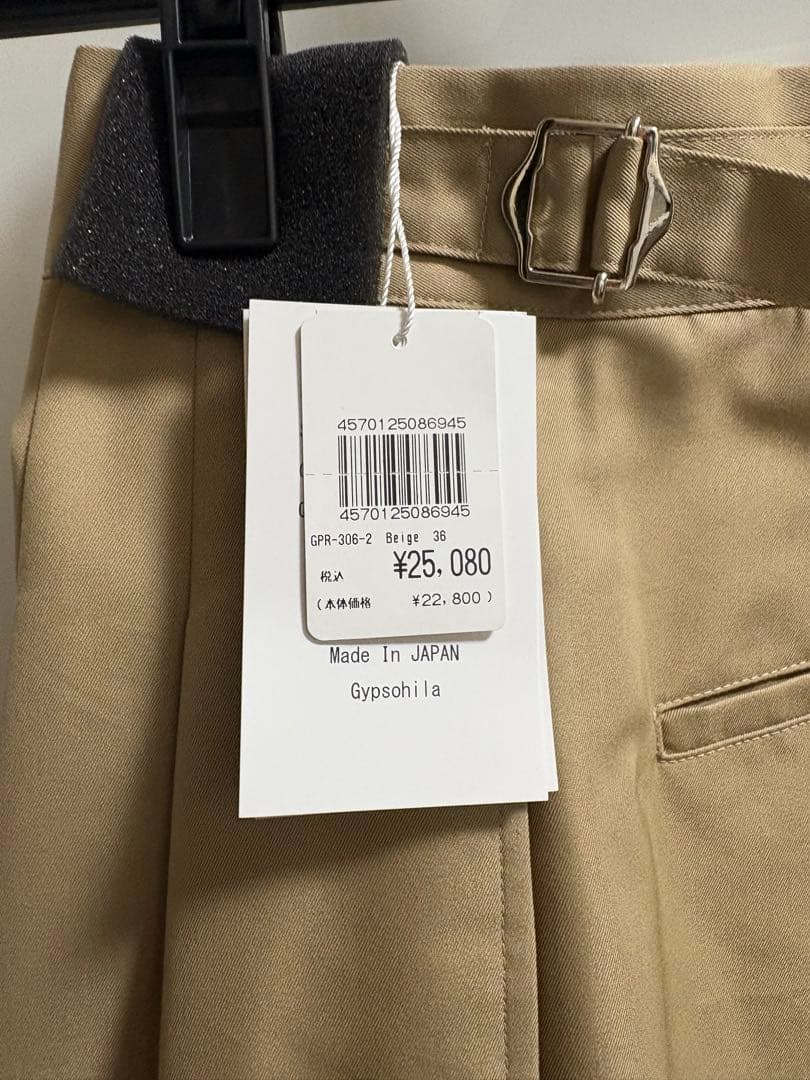 4570125086945
4570125086945
GPR-306-2 Beige 36
税込 ¥25,080
(本体価格 ¥22,800)
Made In JAPAN
Gypsohila